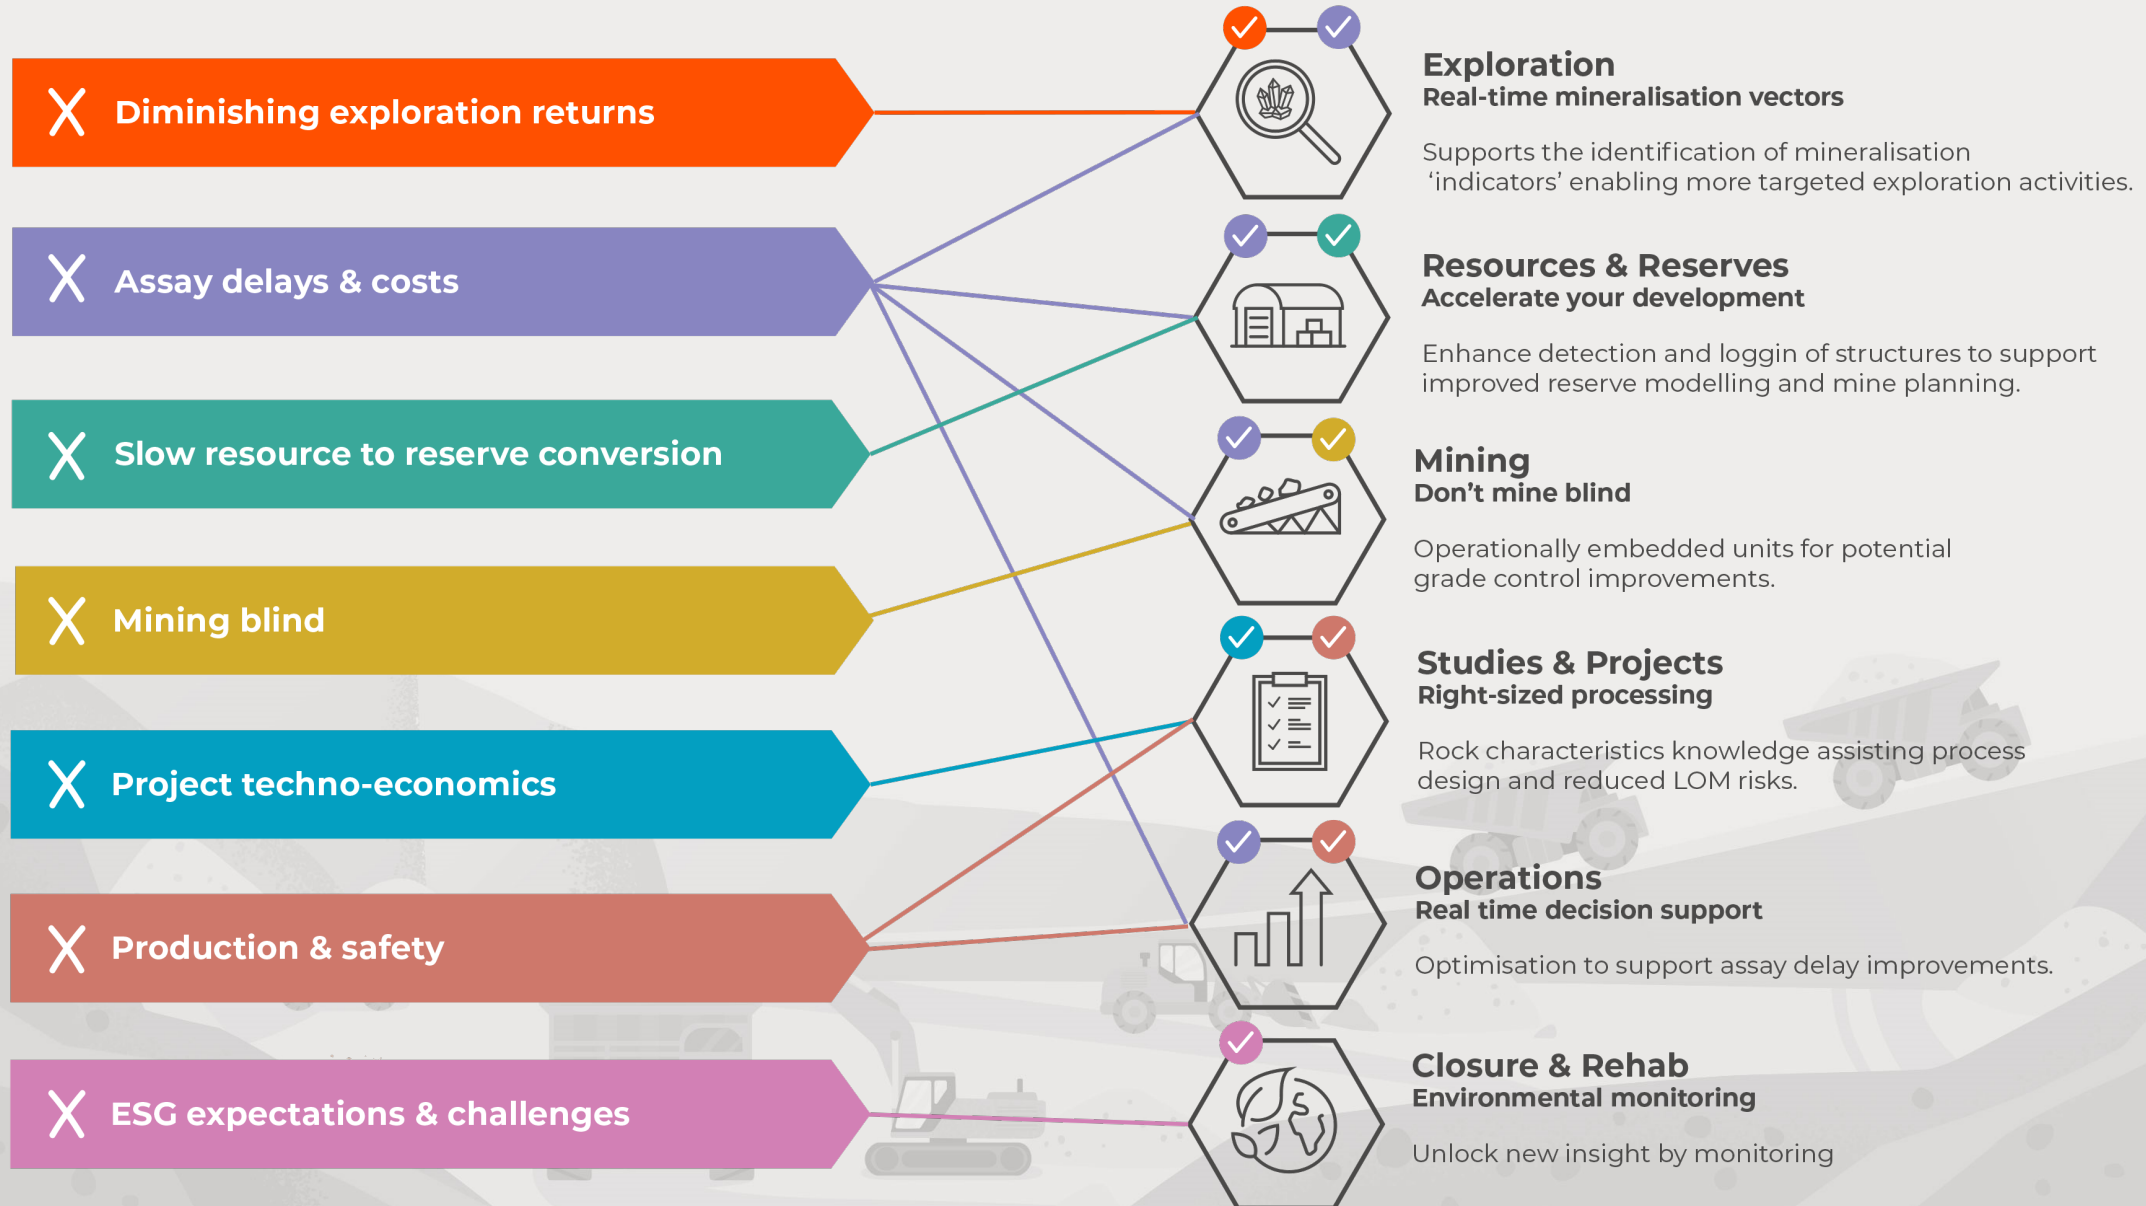 Diminishing exploration returns
Assay delays & costs
Slow resource to reserve conversion
Mining blind
Project techno-economics
Production & safety
ESG expectations & challenges
Exploration
Real-time mineralisation vectors
Supports the identification of mineralisation
‘indicators’ enabling more targeted exploration activities.
Resources & Reserves
Accelerate your development
Enhance detection and loggin of structures to support
improved reserve modelling and mine planning.
Mining
Don’t mine blind
Operationally embedded units for potential
grade control improvements.
Studies & Projects
Right-sized processing
Rock characteristics knowledge assisting process
design and reduced LOM risks.
Operations
Real time decision support
Optimisation to support assay delay improvements.
Closure & Rehab
Environmental monitoring
Unlock new insight by monitoring